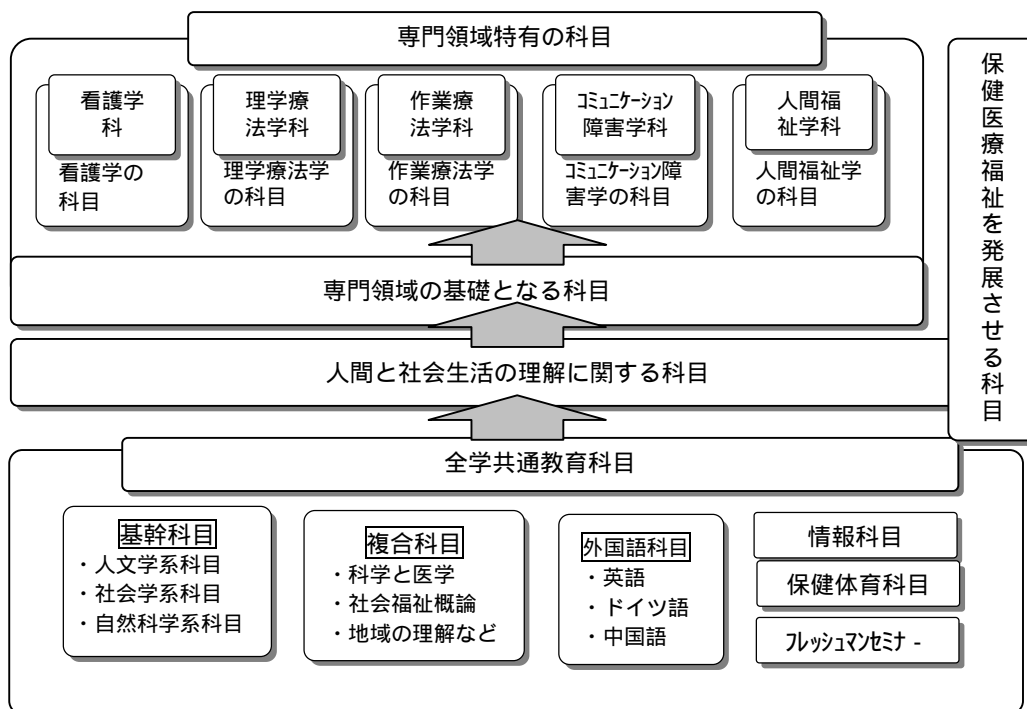 専門領域特有の科目
看護学
科
看護学の
科目
理学療
法学科
理学療法学
の科目
作業療
法学科
作業療法学
の科目
ｺﾐｭﾆｹｰｼｮﾝ
障害学科
ｺﾐｭﾆｹｰｼｮﾝ障
害学の科目
人間福
祉学科
人間福祉学
の科目
保健医療福祉を発展させる科目
専門領域の基礎となる科目
人間と社会生活の理解に関する科目
全学共通教育科目
基幹科目
・人文学系科目
・社会学系科目
・自然科学系科目
複合科目
・科学と医学
・社会福祉概論
・地域の理解など
外国語科目
・英語
・ドイツ語
・中国語
情報科目
保健体育科目
ﾌﾚｯｼｭﾏﾝｾﾐﾅ -